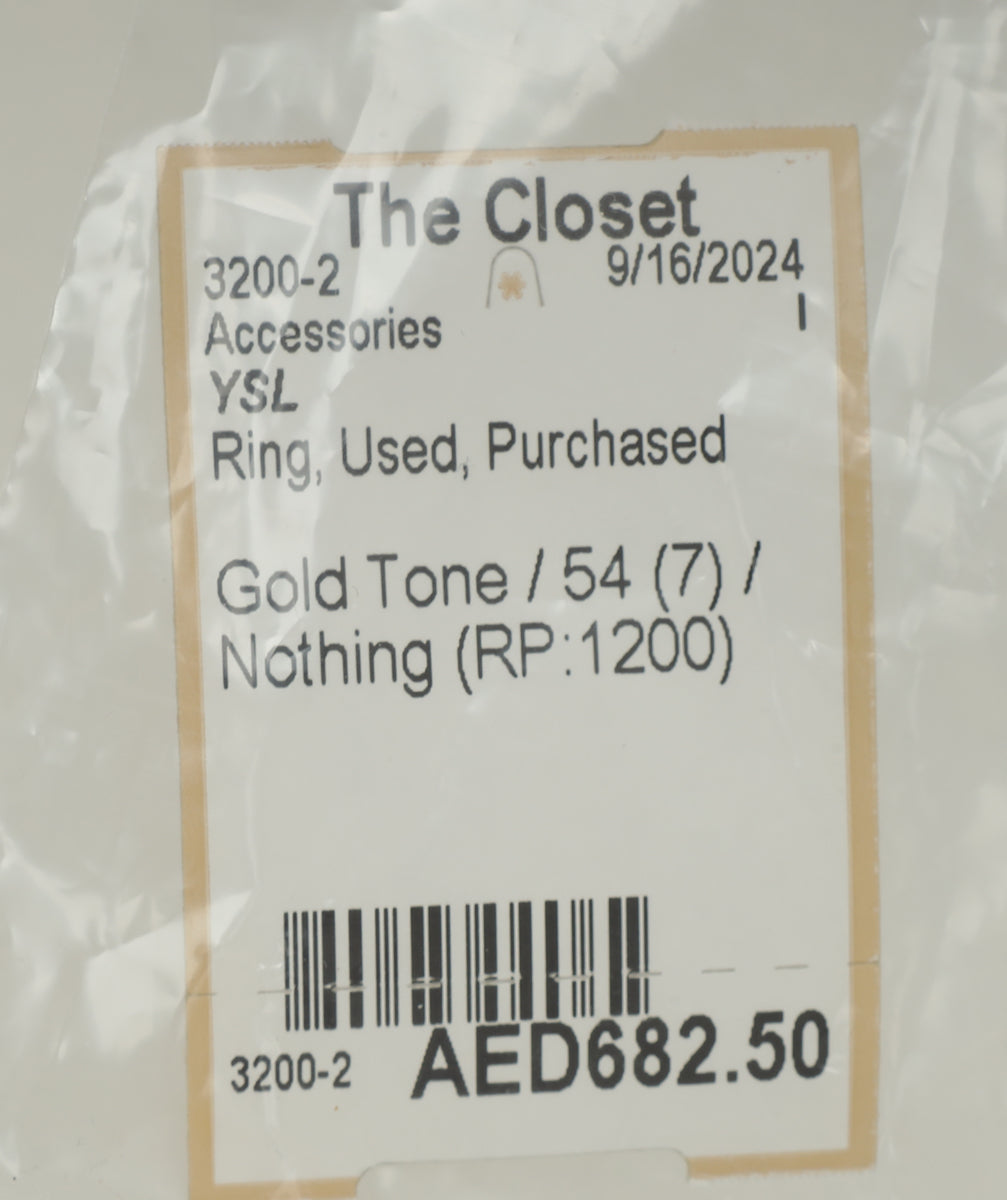 The Closet
3200-2 9/16/2024
Accessories I
YSL
Ring, Used, Purchased
Gold Tone / 54 (7) /
Nothing (RP:1200)
3200-2 AED682.50